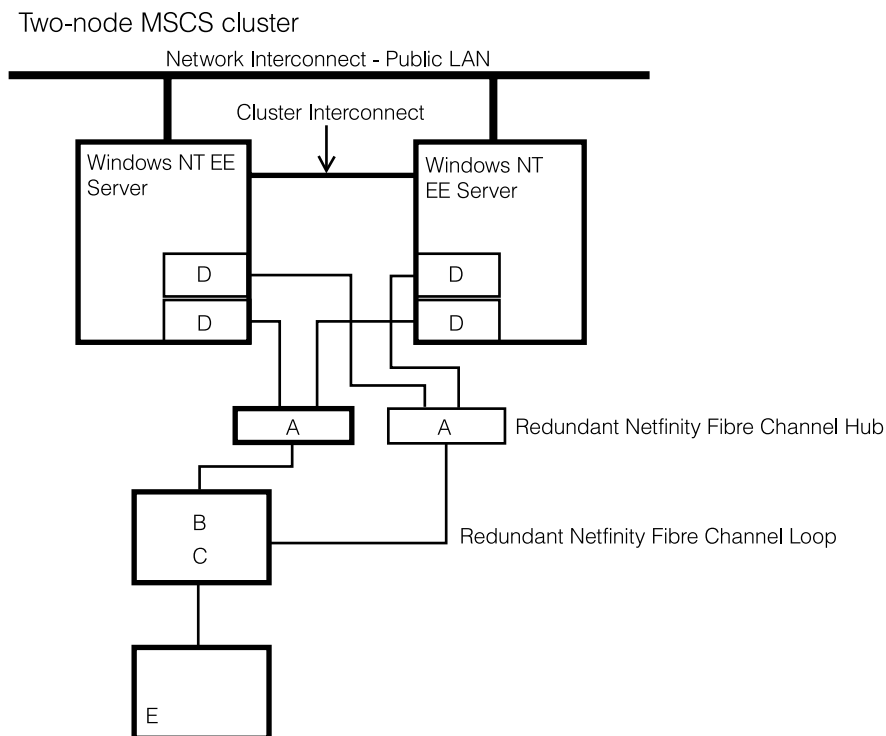 Two-node MSCS cluster
Network Interconnect - Public LAN
Cluster Interconnect
Windows NT EE
Server
Windows NT
EE Server
D
D
D
D
A
A
Redundant Netfinity Fibre Channel Hub
B
C
Redundant Netfinity Fibre Channel Loop
E